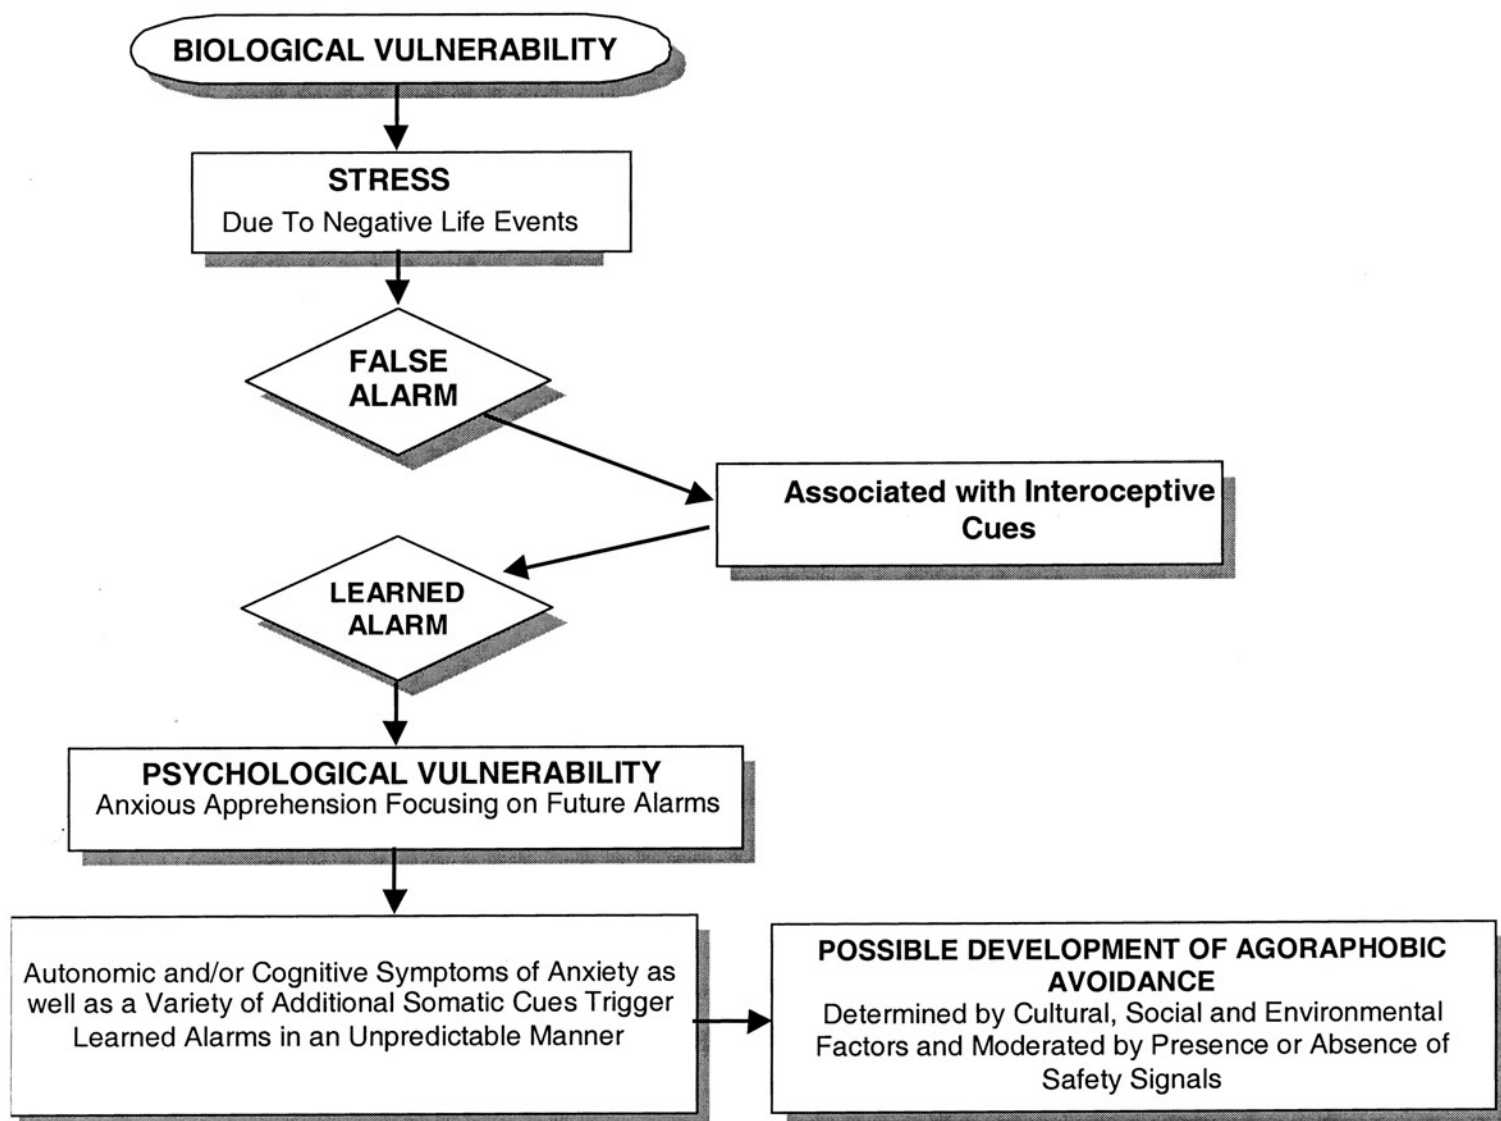 BIOLOGICAL VULNERABILITY
STRESS
Due To Negative Life Events
FALSE
ALARM
Associated with Interoceptive
Cues
LEARNED
ALARM
PSYCHOLOGICAL VULNERABILITY
Anxious Apprehension Focusing on Future Alarms
Autonomic and/or Cognitive Symptoms of Anxiety as
well as a Variety of Additional Somatic Cues Trigger
Learned Alarms in an Unpredictable Manner
POSSIBLE DEVELOPMENT OF AGORAPHOBIC
AVOIDANCE
Determined by Cultural, Social and Environmental
Factors and Moderated by Presence or Absence of
Safety Signals